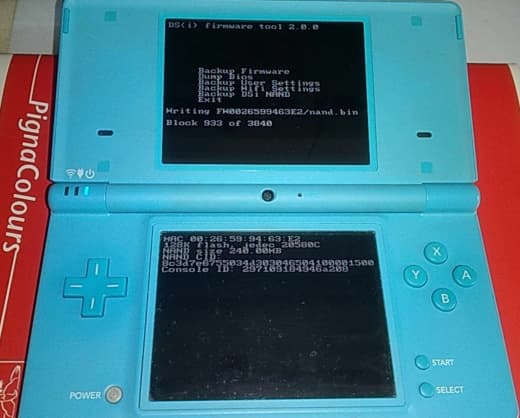 DS(i) firmware tool 2.0.0
Backup Firmware
Dump Bios
Backup User Settings
Backup Wifi Settings
Backup DSi NAND
Exit
Writing FW0026599463E2/nand.bin
Block 933 of 3840
MAC 00:26:59:94:63:E2
128K flash, jedec 20580C
NAND size: 240.00MB
NAND CID:
Console ID: 297109184946a208
PignaColours
X
Y
A
B
START
SELECT
POWER